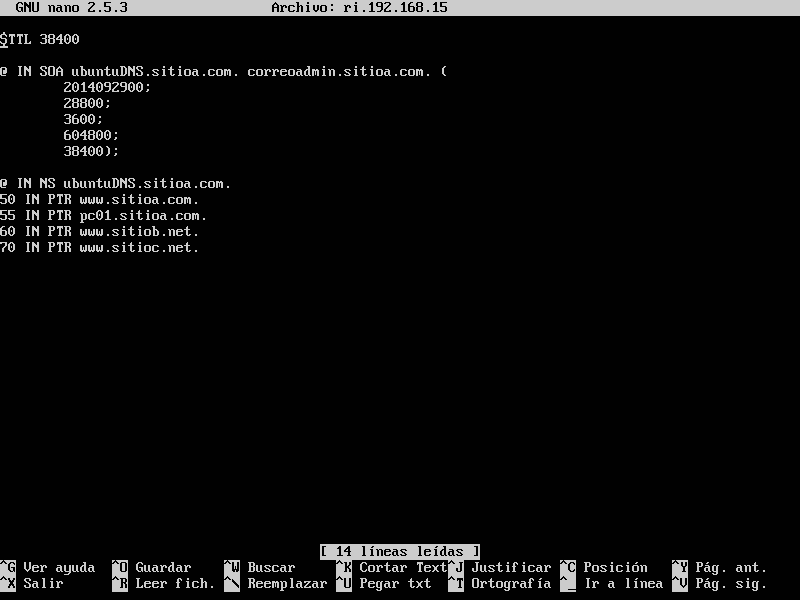 GNU nano 2.5.3 Archivo: ri.192.168.15
$TTL 38400
@ IN SOA ubuntuDNS.sitioa.com. correoadmin.sitioa.com. (
2014092900;
28800;
3600;
604800;
38400);
@ IN NS ubuntuDNS.sitioa.com.
50 IN PTR www.sitioa.com.
55 IN PTR pc01.sitioa.com.
60 IN PTR www.sitiob.net.
70 IN PTR www.sitioc.net.
[ 14 líneas leídas ]
^G Ver ayuda ^O Guardar ^W Buscar ^K Cortar Text^J Justificar ^C Posición ^Y Pág. ant.
^X Salir ^R Leer fich. ^\ Reemplazar ^U Pegar txt ^T Ortografía ^_ Ir a línea ^V Pág. sig.